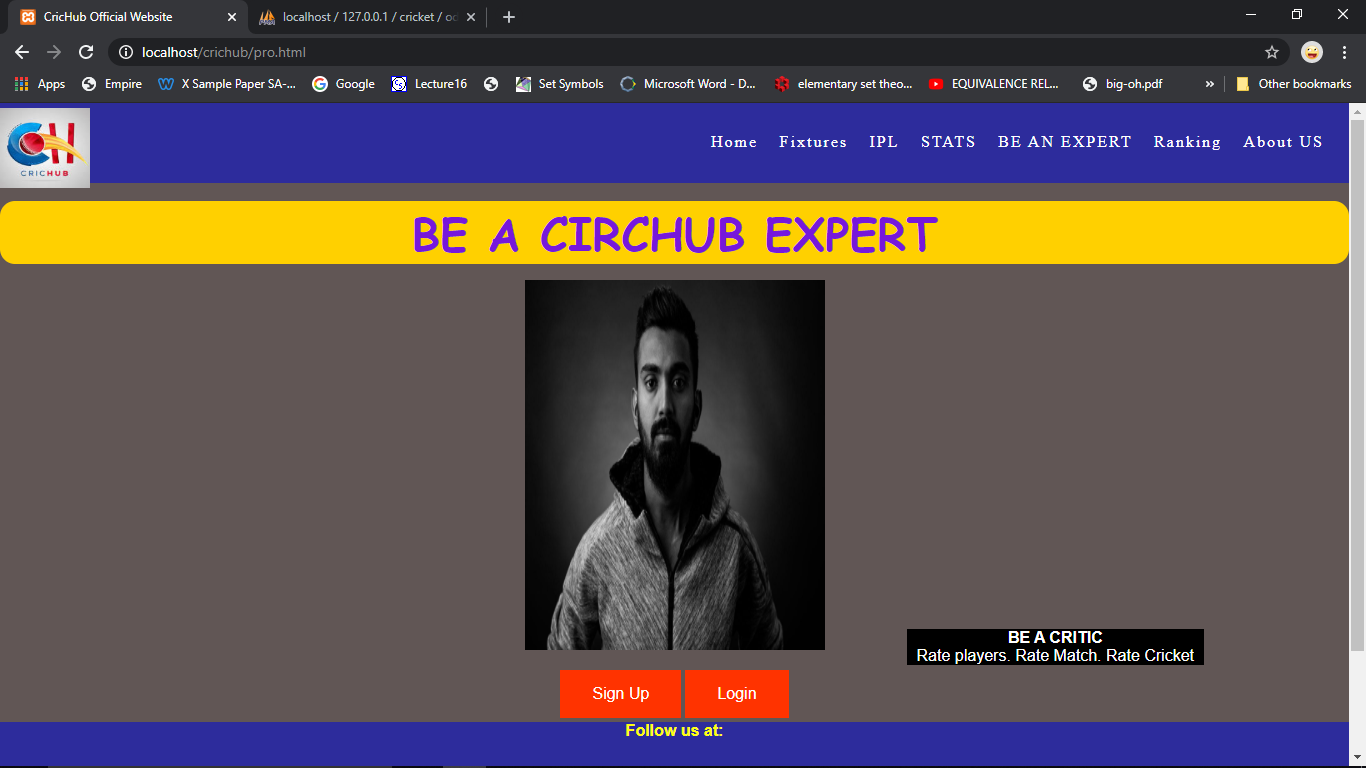 CricHub Official Website
localhost / 127.0.0.1 / cricket / od
localhost/crichub/pro.html
Apps Empire X Sample Paper SA-... Google Lecture16 Set Symbols Microsoft Word - D... elementary set theo... EQUIVALENCE REL... big-oh.pdf » Other bookmarks
CH
CRICHUB
Home Fixtures IPL STATS BE AN EXPERT Ranking About US
BE A CIRCHUB EXPERT
BE A CRITIC
Rate players. Rate Match. Rate Cricket
Sign Up Login
Follow us at: